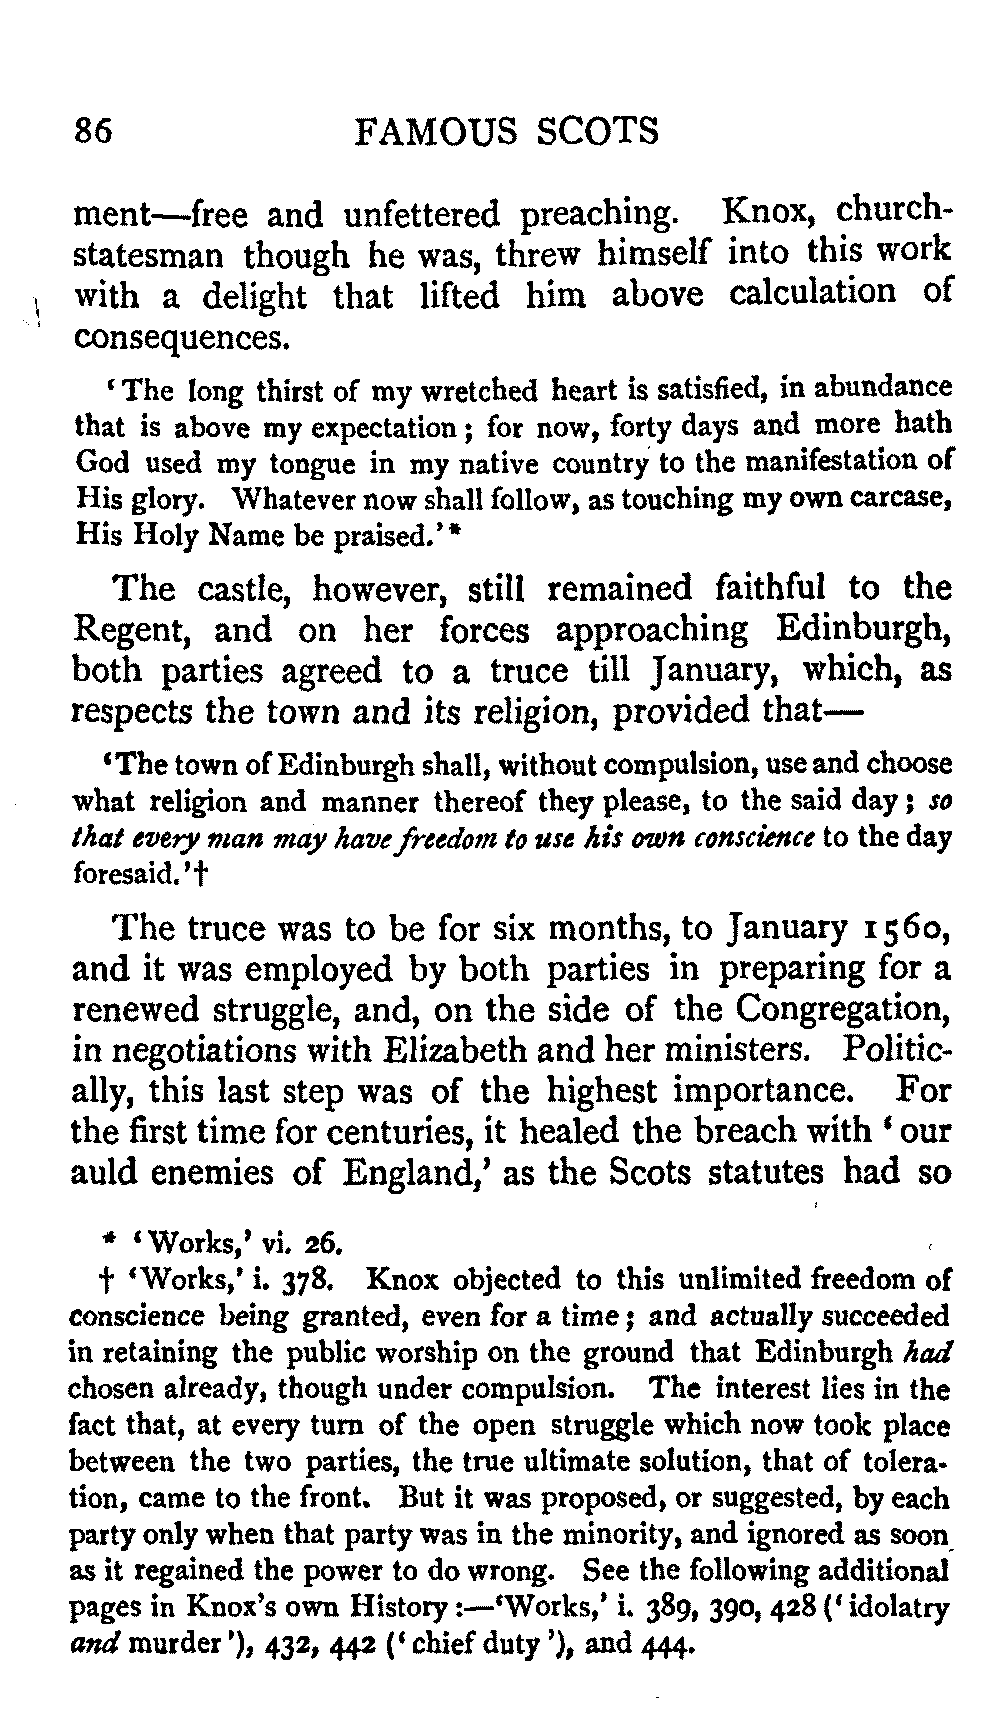 86 FAMOUS SCOTS
ment—free and unfettered preaching. Knox, church-
statesman though he was, threw himself into this work
with a delight that lifted him above calculation of
consequences.
‘The long thirst of my wretched heart is satisfied, in abundance
that is above my expectation; for now, forty days and more hath
God used my tongue in my native country to the manifestation of
His glory. Whatever now shall follow, as touching my own carcase,
His Holy Name be praised.’*
The castle, however, still remained faithful to the
Regent, and on her forces approaching Edinburgh,
both parties agreed to a truce till January, which, as
respects the town and its religion, provided that—
‘The town of Edinburgh shall, without compulsion, use and choose
what religion and manner thereof they please, to the said day; so
that every man may have freedom to use his own conscience to the day
foresaid.’†
The truce was to be for six months, to January 1560,
and it was employed by both parties in preparing for a
renewed struggle, and, on the side of the Congregation,
in negotiations with Elizabeth and her ministers. Politic-
ally, this last step was of the highest importance. For
the first time for centuries, it healed the breach with ‘our
auld enemies of England,’ as the Scots statutes had so
* ‘Works,’ vi. 26.
† ‘Works,’ i. 378. Knox objected to this unlimited freedom of
conscience being granted, even for a time; and actually succeeded
in retaining the public worship on the ground that Edinburgh had
chosen already, though under compulsion. The interest lies in the
fact that, at every turn of the open struggle which now took place
between the two parties, the true ultimate solution, that of tolera-
tion, came to the front. But it was proposed, or suggested, by each
party only when that party was in the minority, and ignored as soon
as it regained the power to do wrong. See the following additional
pages in Knox’s own History:—‘Works,’ i. 389, 390, 428 (‘idolatry
and murder’), 432, 442 (‘chief duty’), and 444.